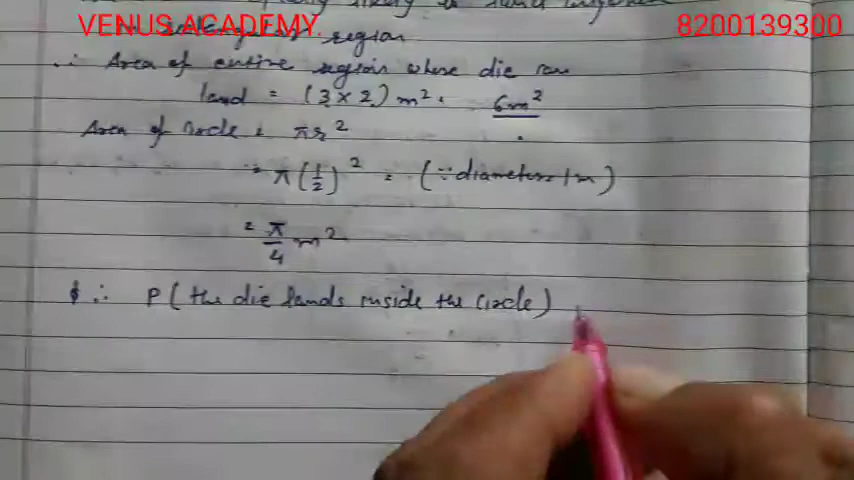 VENUS ACADEMY.
8200139300
region
∴ Area of entire region where die can
land = (3 × 2) m². 6m²
Area of circle = πr²
= π(1/2)² = (∵ diameter = 1m)
= π/4 m²
∴ P(the die lands inside the circle)